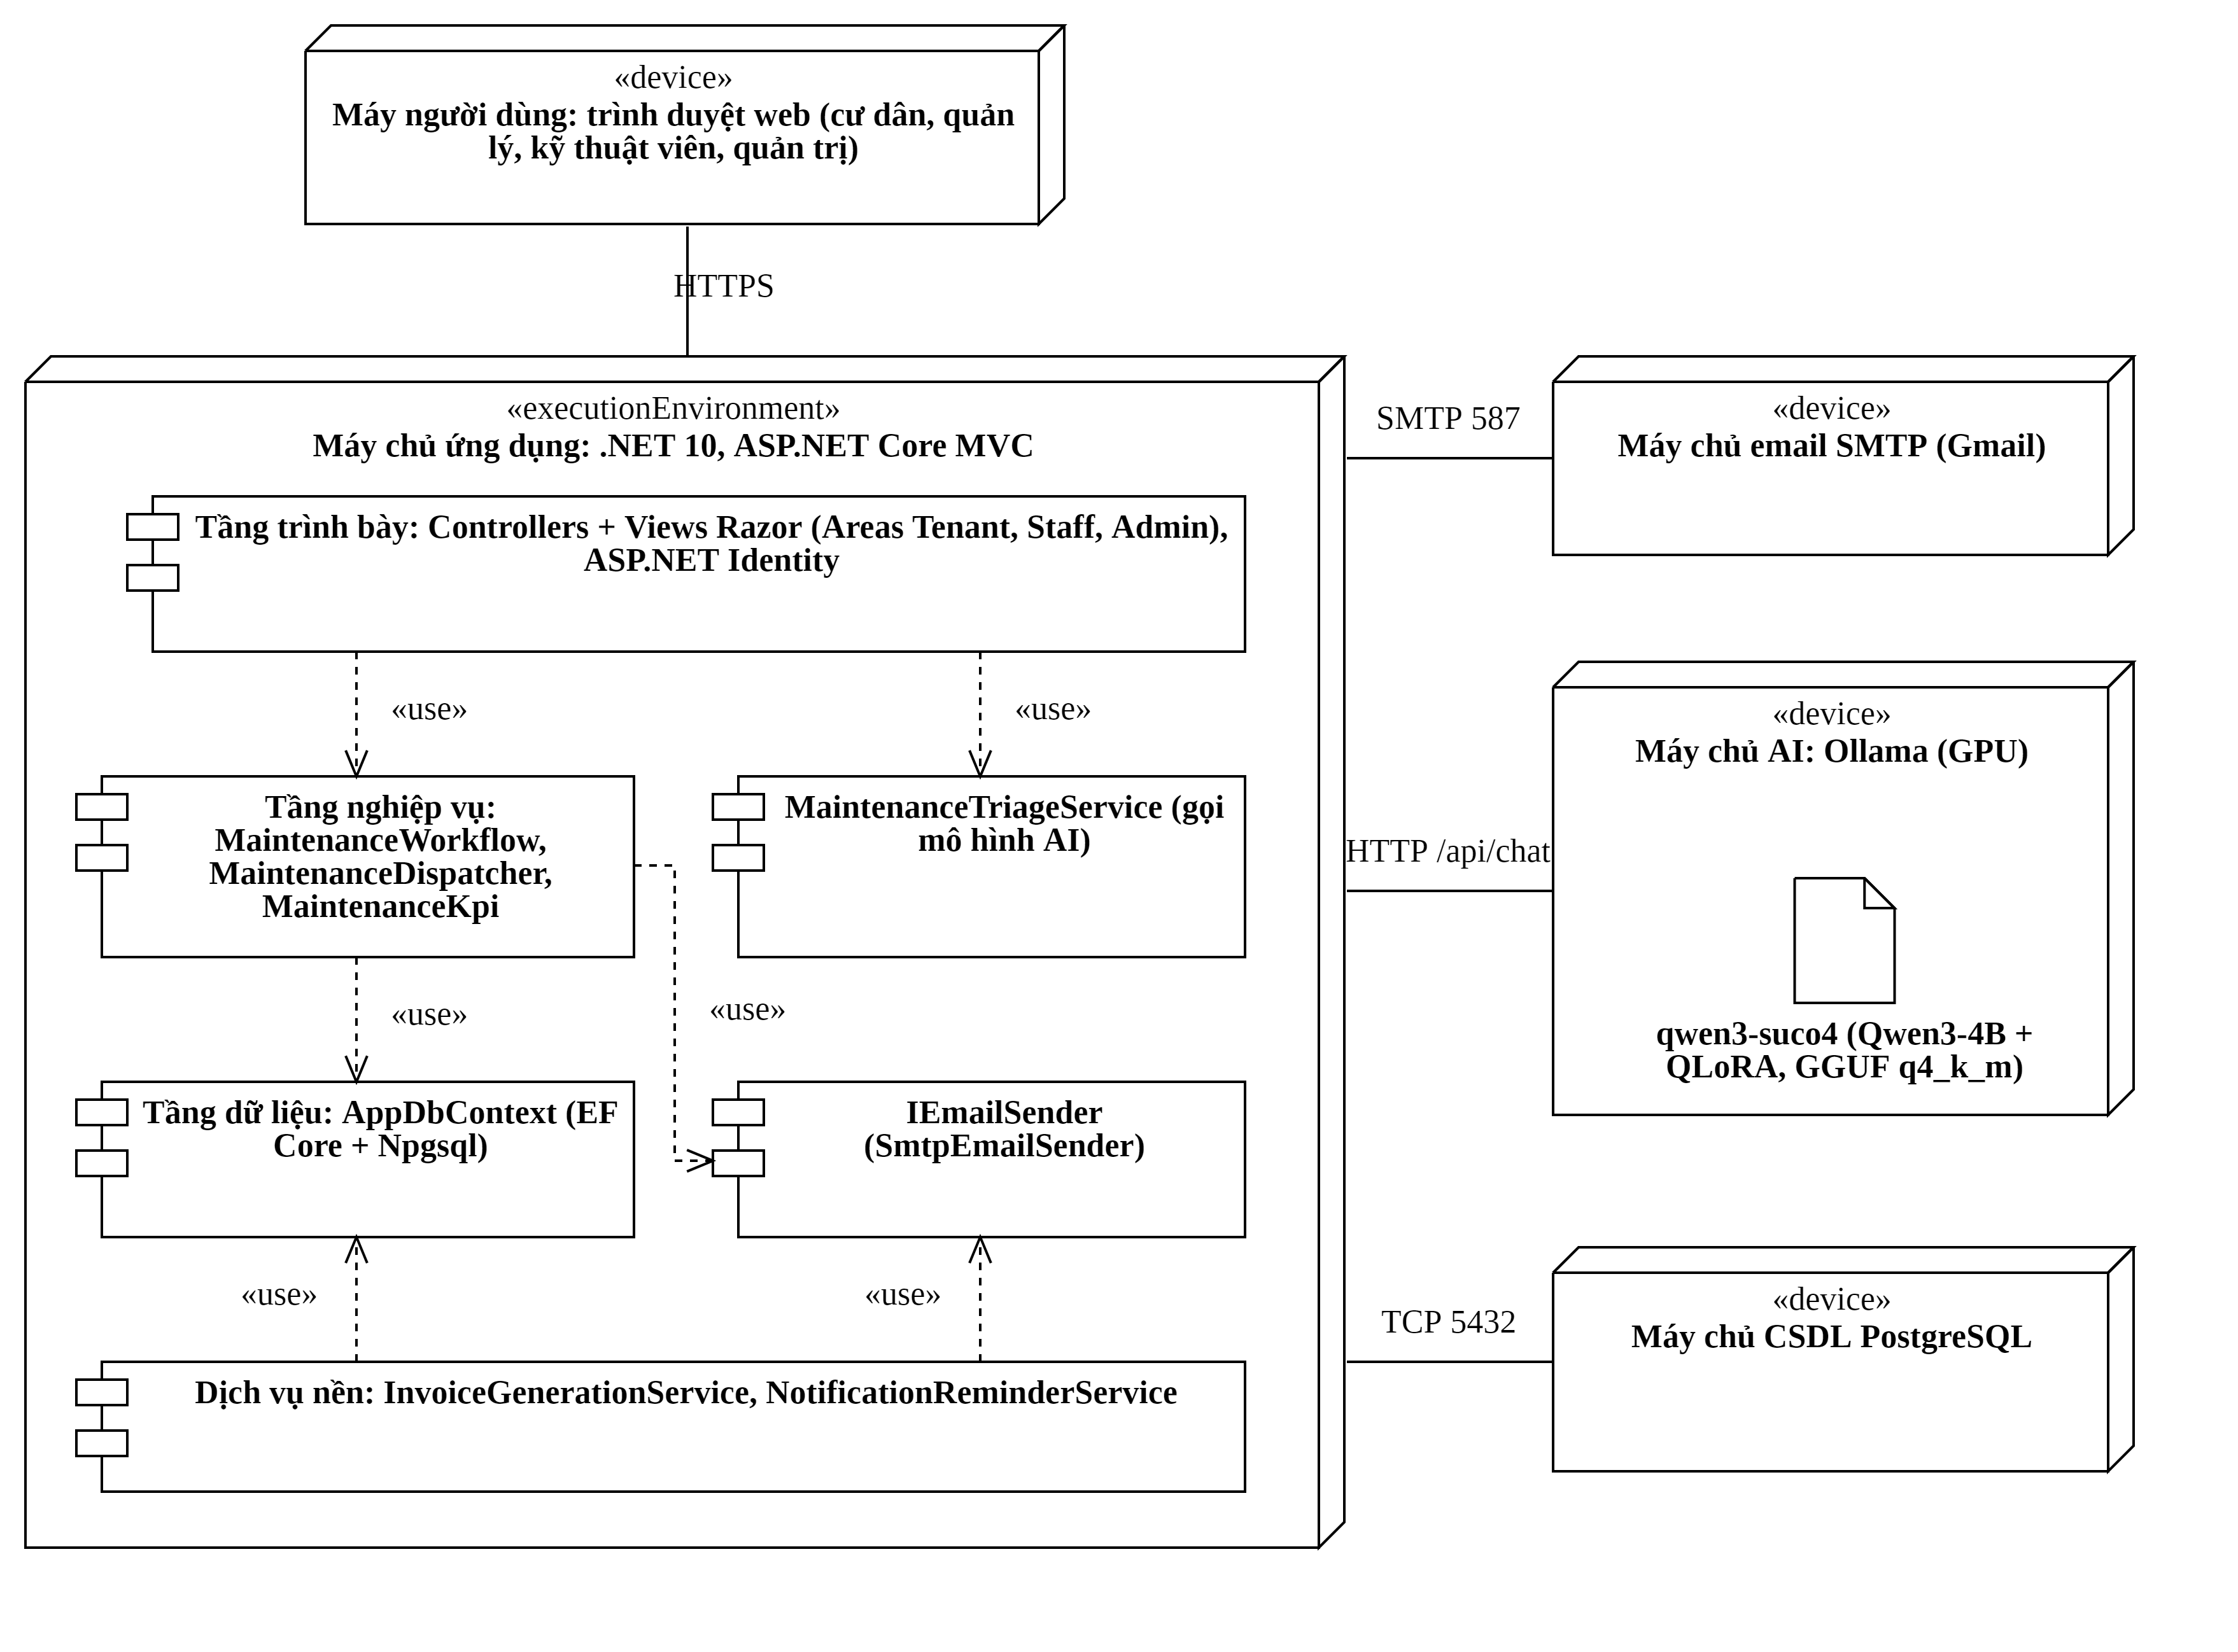 «device»
Máy người dùng: trình duyệt web (cư dân, quản
lý, kỹ thuật viên, quản trị)
HTTPS
«executionEnvironment»
Máy chủ ứng dụng: .NET 10, ASP.NET Core MVC
SMTP 587
«device»
Máy chủ email SMTP (Gmail)
Tầng trình bày: Controllers + Views Razor (Areas Tenant, Staff, Admin),
ASP.NET Identity
«use»
«use»
«device»
Máy chủ AI: Ollama (GPU)
Tầng nghiệp vụ:
MaintenanceWorkflow,
MaintenanceDispatcher,
MaintenanceKpi
MaintenanceTriageService (gọi
mô hình AI)
HTTP /api/chat
«use»
«use»
qwen3-suco4 (Qwen3-4B +
QLoRA, GGUF q4_k_m)
Tầng dữ liệu: AppDbContext (EF
Core + Npgsql)
IEmailSender
(SmtpEmailSender)
«use»
«use»
TCP 5432
«device»
Máy chủ CSDL PostgreSQL
Dịch vụ nền: InvoiceGenerationService, NotificationReminderService